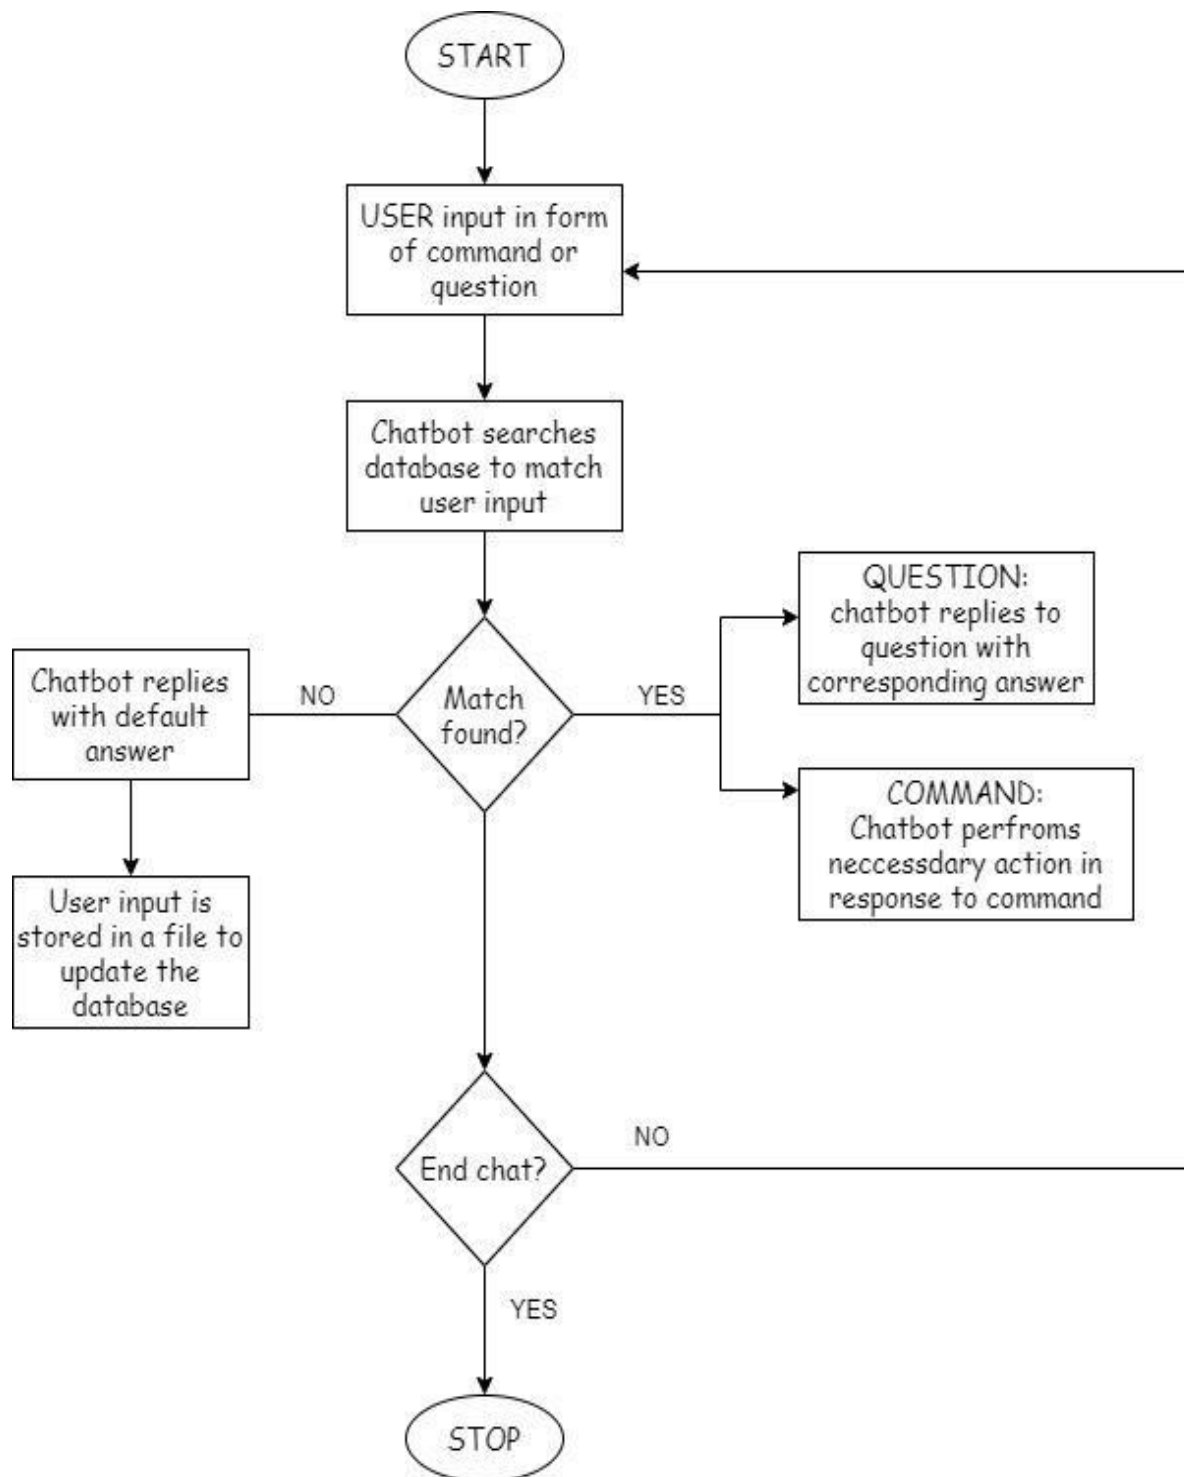 START
USER input in form
of command or
question
Chatbot searches
database to match
user input
QUESTION:
chatbot replies to
question with
corresponding answer
Chatbot replies
with default
answer
NO
Match
found?
YES
COMMAND:
Chatbot perfroms
neccessdary action in
response to command
User input is
stored in a file to
update the
database
End chat?
NO
YES
STOP